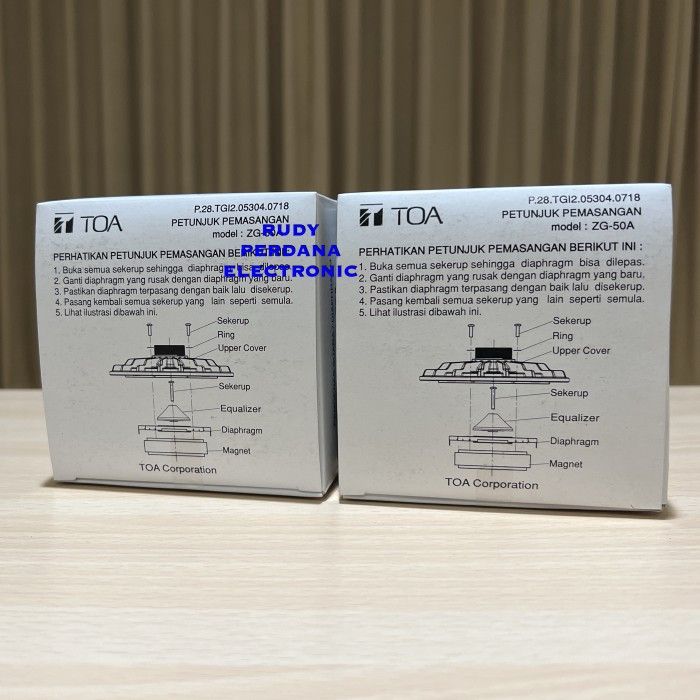 TOA
P.28.TGI2.05304.0718
PETUNJUK PEMASANGAN
model : ZG-50A
PERHATIKAN PETUNJUK PEMASANGAN BERIKUT
1. Buka semua sekerup sehingga diaphragm bisa dilepas.
2. Ganti diaphragm yang rusak dengan diaphragm yang baru.
3. Pastikan diaphragm terpasang dengan baik lalu disekerup.
4. Pasang kembali semua sekerup yang lain seperti semula.
5. Lihat ilustrasi dibawah ini.
Sekerup
Ring
Upper Cover
Sekerup
Equalizer
Diaphragm
Magnet
TOA Corporation
RUDY
PERDANA
ELECTRONIC
TOA
P.28.TGI2.05304.0718
PETUNJUK PEMASANGAN
model : ZG-50A
PERHATIKAN PETUNJUK PEMASANGAN BERIKUT INI :
1. Buka semua sekerup sehingga diaphragm bisa dilepas.
2. Ganti diaphragm yang rusak dengan diaphragm yang baru.
3. Pastikan diaphragm terpasang dengan baik lalu disekerup.
4. Pasang kembali semua sekerup yang lain seperti semula.
5. Lihat ilustrasi dibawah ini.
Sekerup
Ring
Upper Cover
Sekerup
Equalizer
Diaphragm
Magnet
TOA Corporation